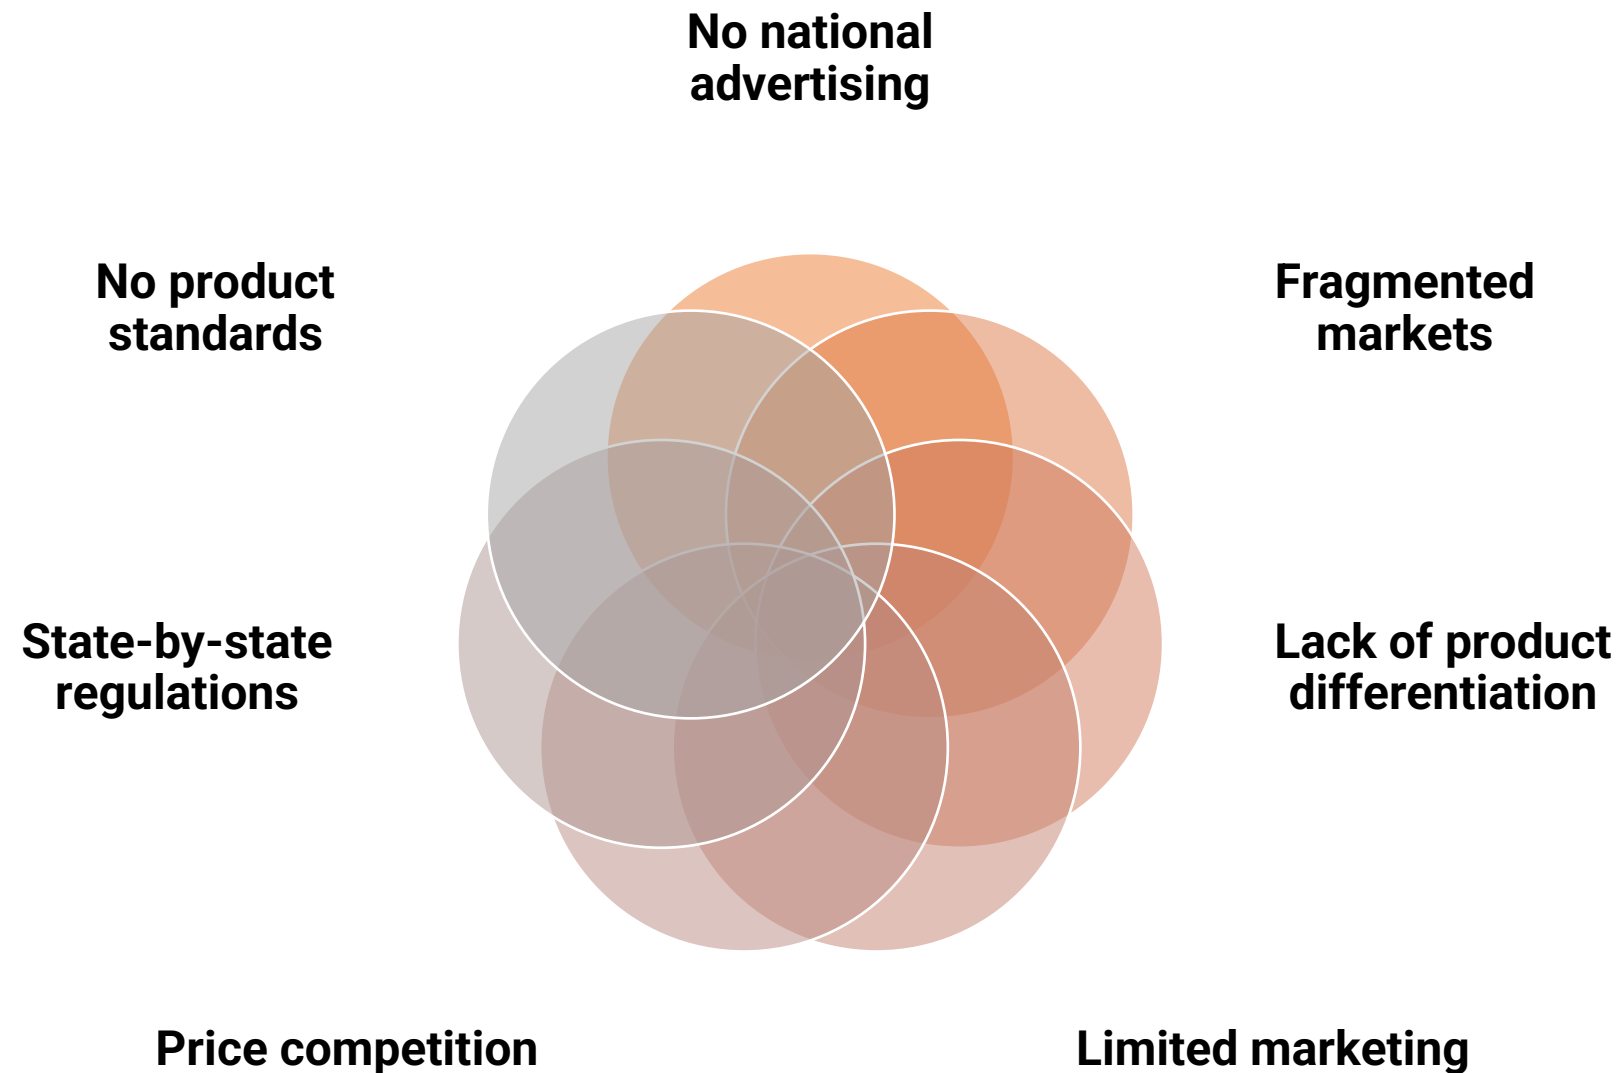 No national
advertising
No product
standards
Fragmented
markets
State-by-state
regulations
Lack of product
differentiation
Price competition
Limited marketing